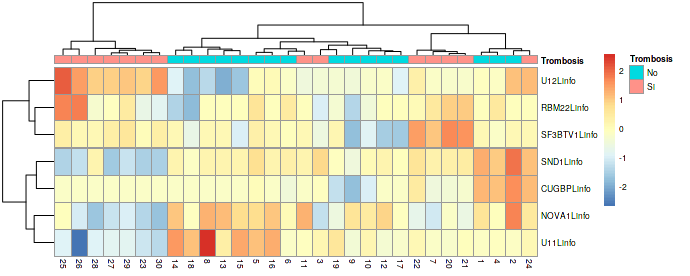 Trombosis
Trombosis
No
SI
2
1
0
-1
-2
U12Linfo
RBM22Linfo
SF3BTV1Linfo
SND1Linfo
CUGBPLinfo
NOVA1Linfo
U11Linfo
25 26 28 27 29 23 30 14 18 8 13 15 5 16 6 11 3 19 9 10 12 17 22 7 20 21 1 4 2 24